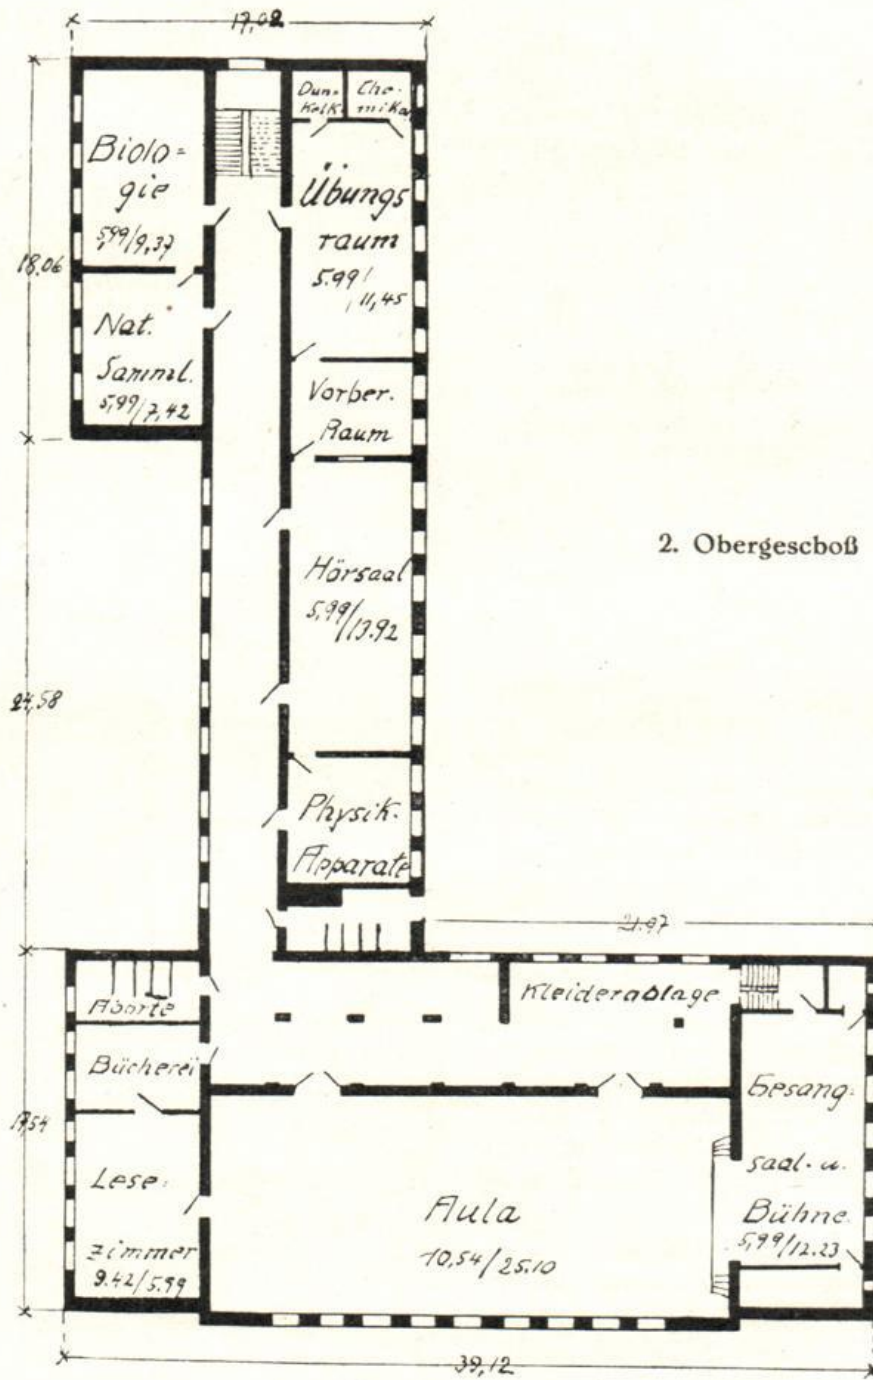 17,02
Dun-
kelk.
Che-
mika
Biolo=
gie
5,99/9,37
Übungs
raum
5.99/
11,45
18.06
Nat.
Samml.
5,99/7,42
Vorber.
Raum
2. Obergeschoß
Hörsaal
5,99/13.92
24,58
Physik.
Apparate
21.97
Aborte
Kleiderablage
Bücherei
Gesang=
saal- u.
Bühne
5,99/12.23
17,54
Lese=
zimmer
9.42/5.99
Aula
10,54/25.10
39,12